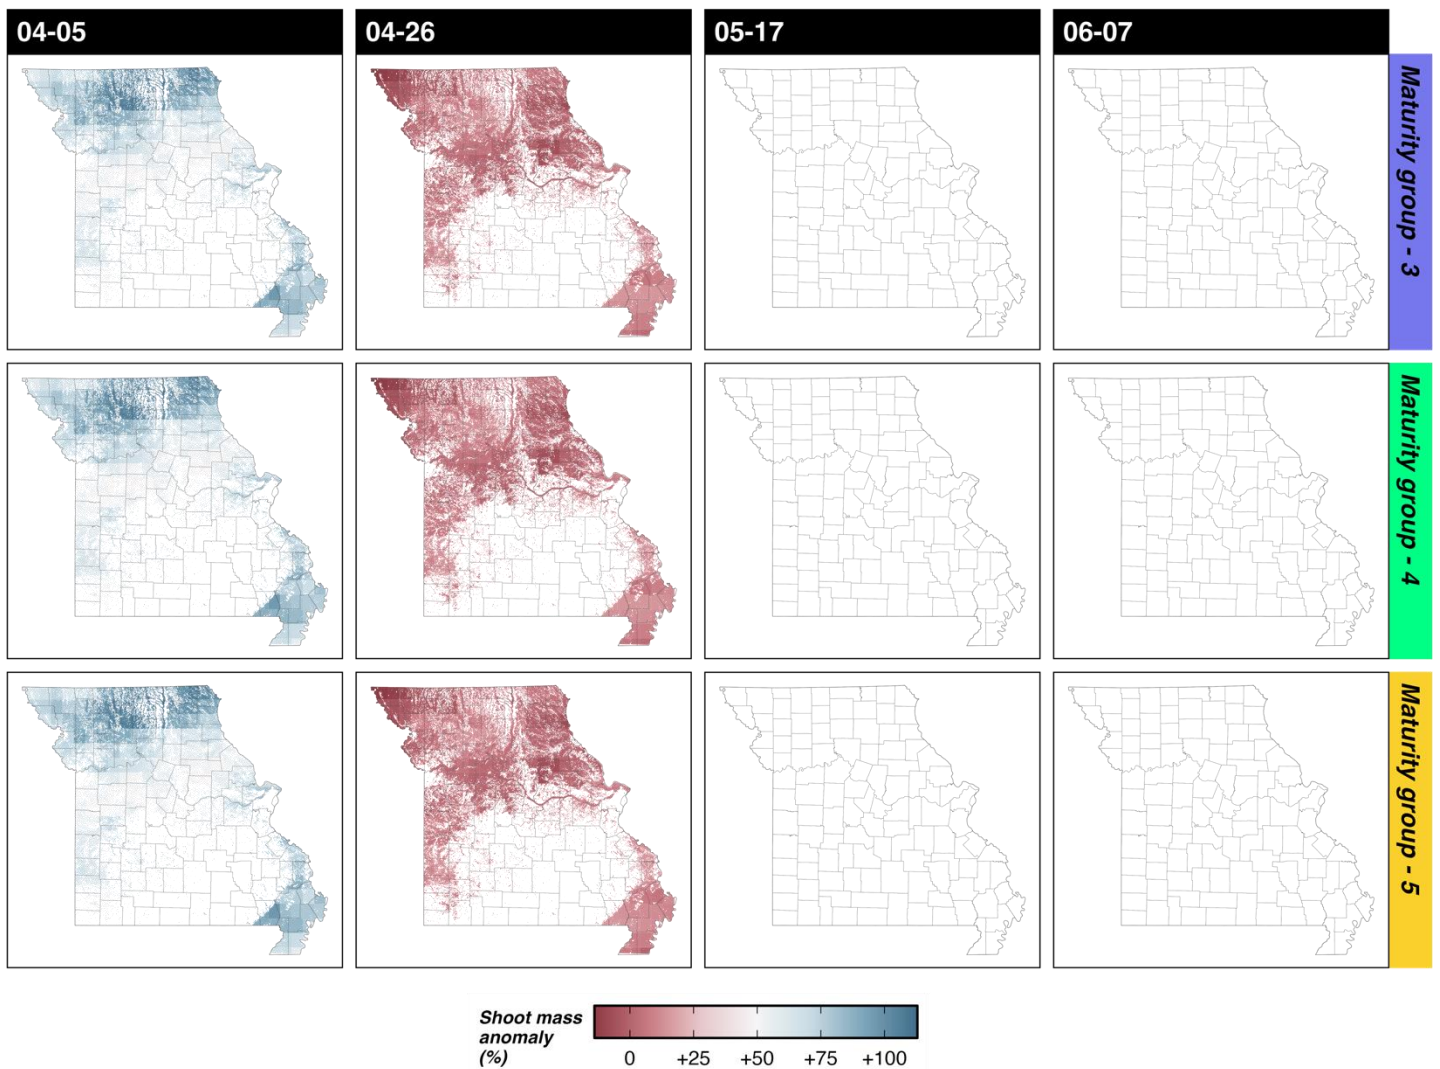 04-05
04-26
05-17
06-07
Maturity group - 3
Maturity group - 4
Maturity group - 5
Shoot mass
anomaly
(%)
0 +25 +50 +75 +100